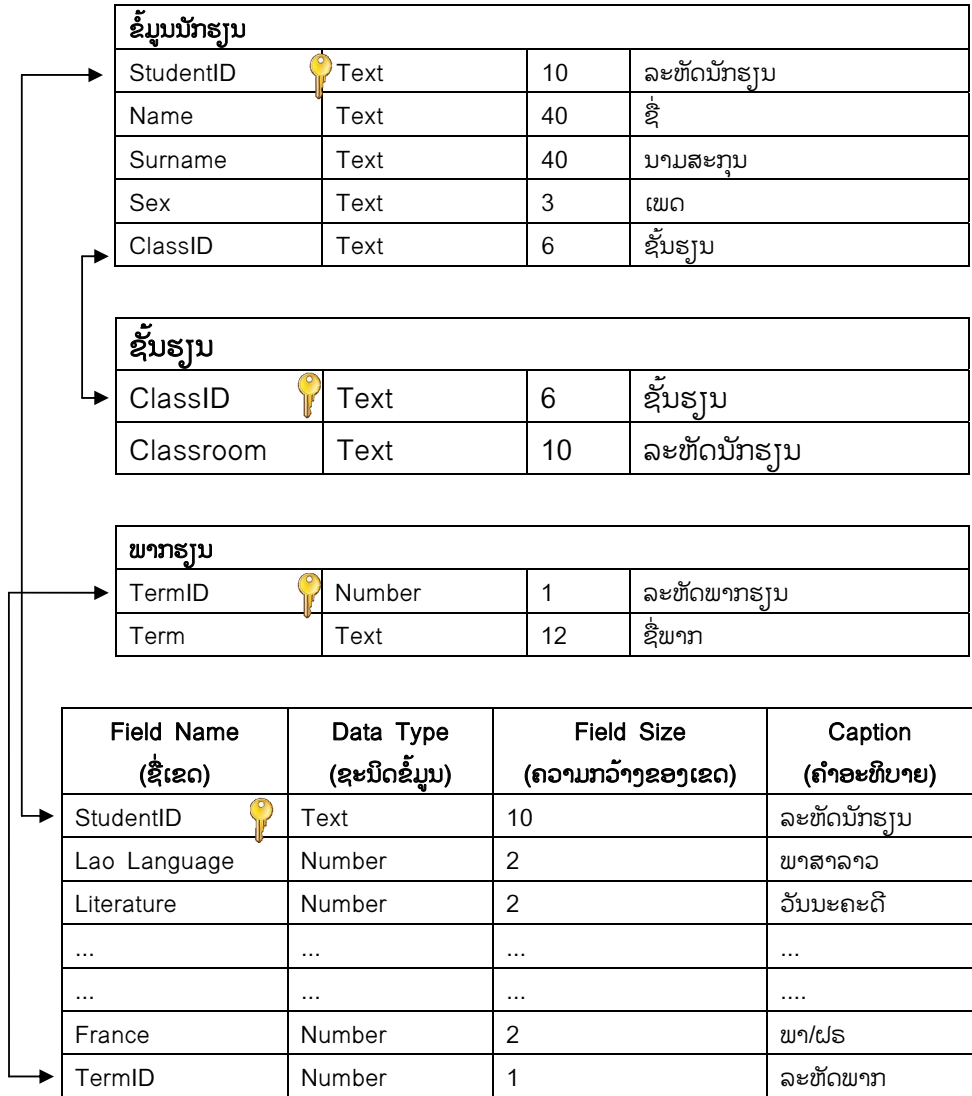 ຂໍ້ມູນນັກຮຽນ
StudentID Text 10 ລະຫັດນັກຮຽນ
Name Text 40 ຊື່
Surname Text 40 ນາມສະກຸນ
Sex Text 3 ເພດ
ClassID Text 6 ຊັ້ນຮຽນ
ຊັ້ນຮຽນ
ClassID Text 6 ຊັ້ນຮຽນ
Classroom Text 10 ລະຫັດນັກຮຽນ
ພາກຮຽນ
TermID Number 1 ລະຫັດພາກຮຽນ
Term Text 12 ຊື່ພາກ
Field Name Data Type Field Size Caption
(ຊື່ເຂດ) (ຊະນິດຂໍ້ມູນ) (ຄວາມກວ້າງຂອງເຂດ) (ຄຳອະທິບາຍ)
StudentID Text 10 ລະຫັດນັກຮຽນ
Lao Language Number 2 ພາສາລາວ
Literature Number 2 ວັນນະຄະດີ
... ... ... ...
... ... ... ....
France Number 2 ພາ/ຝຣ
TermID Number 1 ລະຫັດພາກ